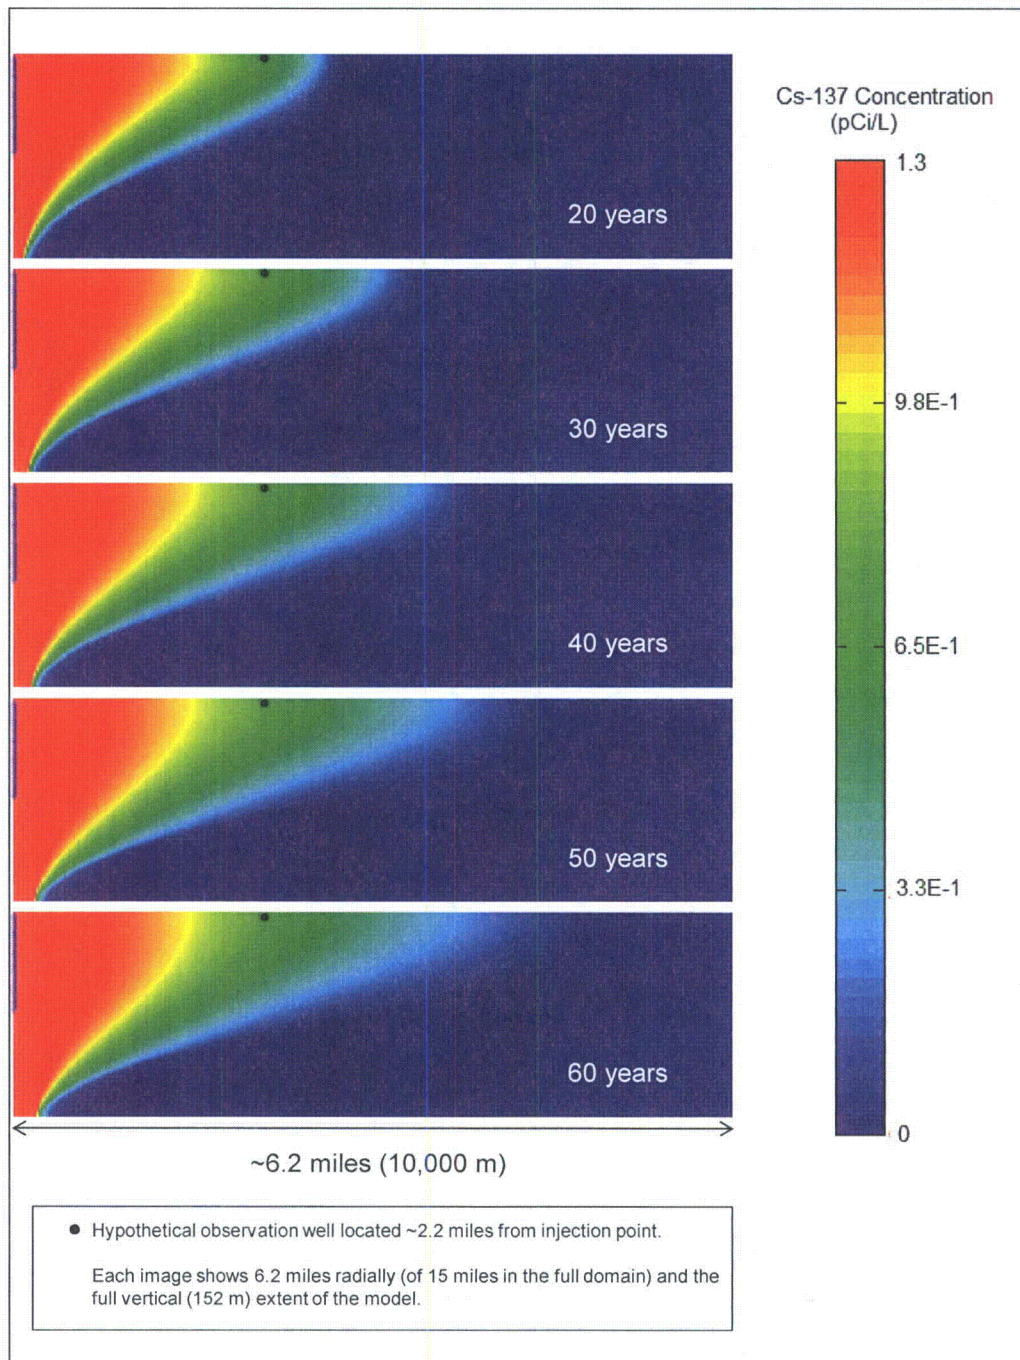 Cs-137 Concentration
(pCi/L)
1.3
9.8E-1
6.5E-1
3.3E-1
0
20 years
30 years
40 years
50 years
60 years
~6.2 miles (10,000 m)
● Hypothetical observation well located ~2.2 miles from injection point.
Each image shows 6.2 miles radially (of 15 miles in the full domain) and the
full vertical (152 m) extent of the model.